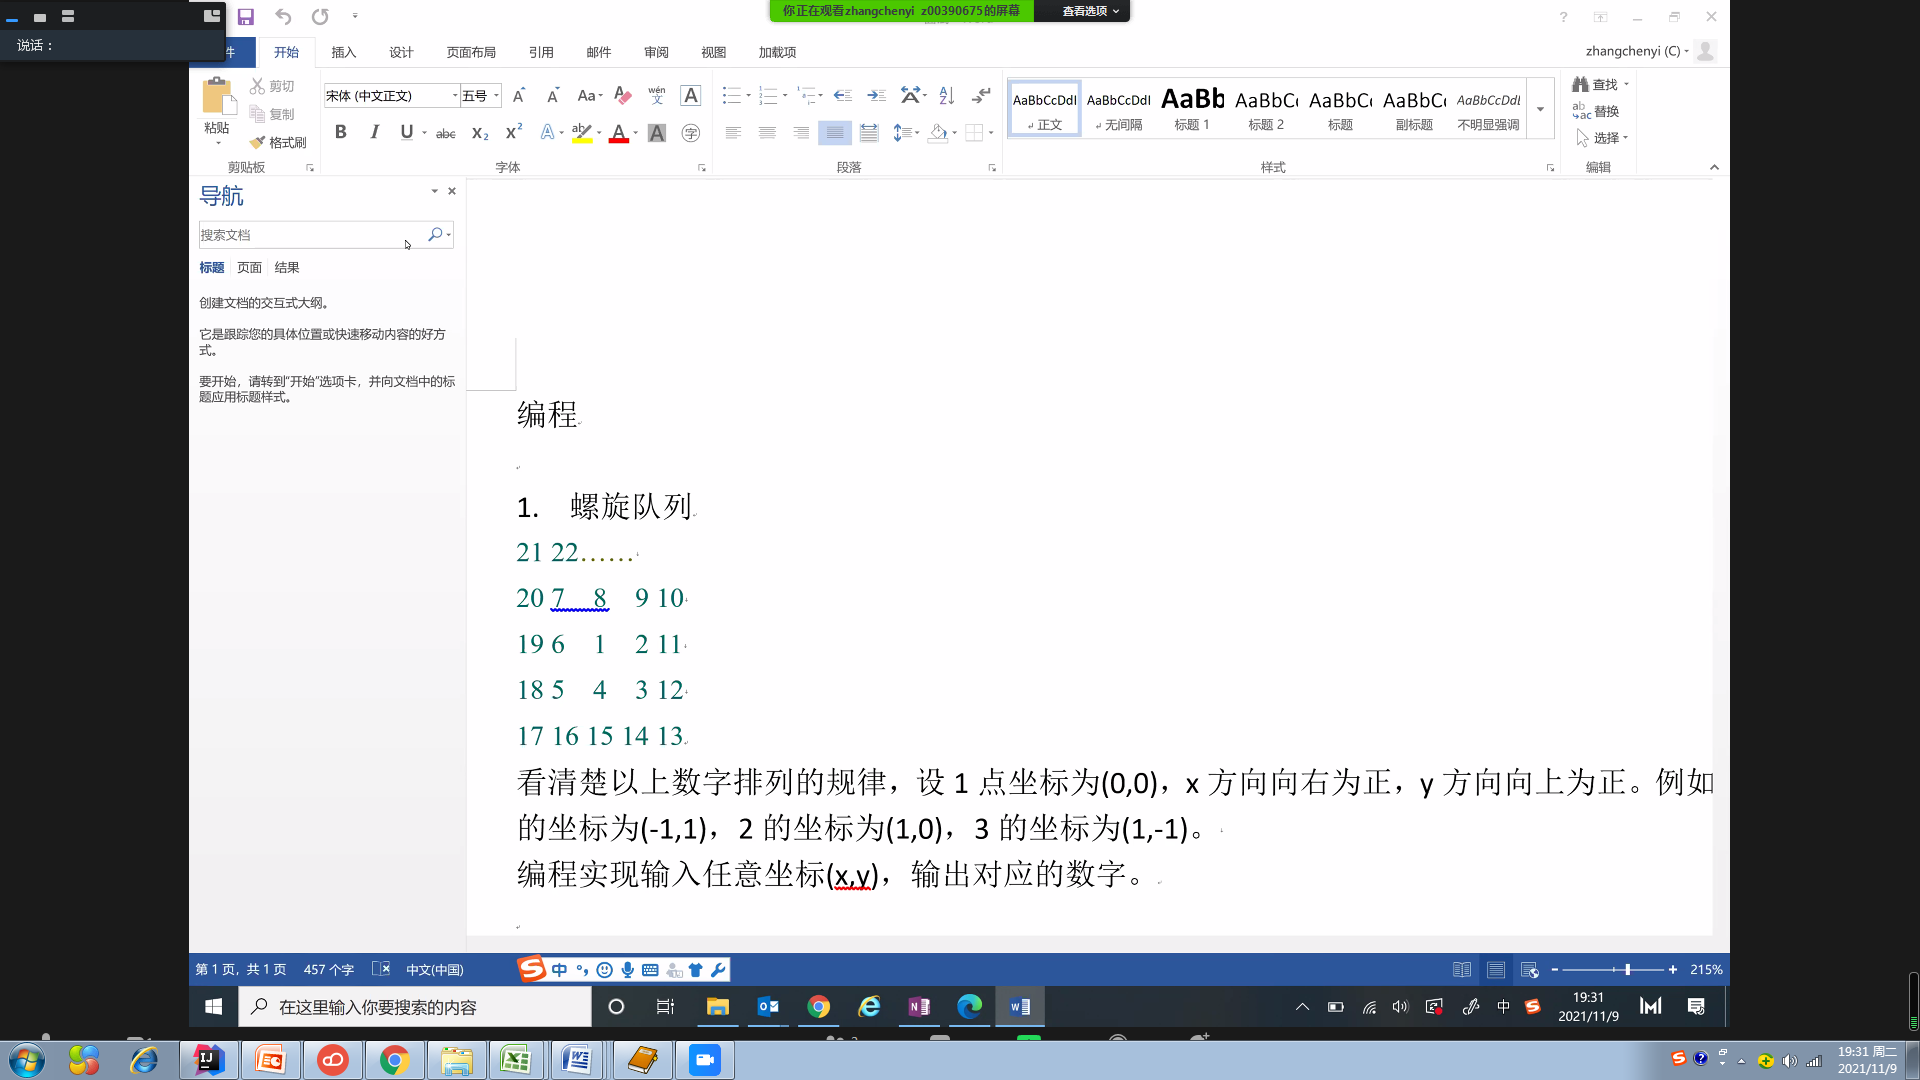 你正在观看zhangchenyi z00390675的屏幕 查看选项
说话：
件 开始 插入 设计 页面布局 引用 邮件 审阅 视图 加载项
zhangchenyi (C)
粘贴 剪切 复制 格式刷
剪贴板
宋体 (中文正文) 五号
字体
段落
AaBbCcDdI AaBbCcDdI AaBb AaBbC AaBbC AaBbC AaBbCcDdI
正文 无间隔 标题 1 标题 2 标题 副标题 不明显强调
样式
查找
替换
选择
编辑
导航
搜索文档
标题 页面 结果
创建文档的交互式大纲。
它是跟踪您的具体位置或快速移动内容的好方
式。
要开始，请转到“开始”选项卡，并向文档中的标
题应用标题样式。
编程
1. 螺旋队列
21 22……
20 7 8 9 10
19 6 1 2 11
18 5 4 3 12
17 16 15 14 13
看清楚以上数字排列的规律，设 1 点坐标为(0,0)，x 方向向右为正，y 方向向上为正。例如
的坐标为(-1,1)，2 的坐标为(1,0)，3 的坐标为(1,-1)。
编程实现输入任意坐标(x,y)，输出对应的数字。
第 1 页，共 1 页 457 个字 中文(中国)
中
215%
在这里输入你要搜索的内容
中
19:31
2021/11/9
19:31 周二
2021/11/9